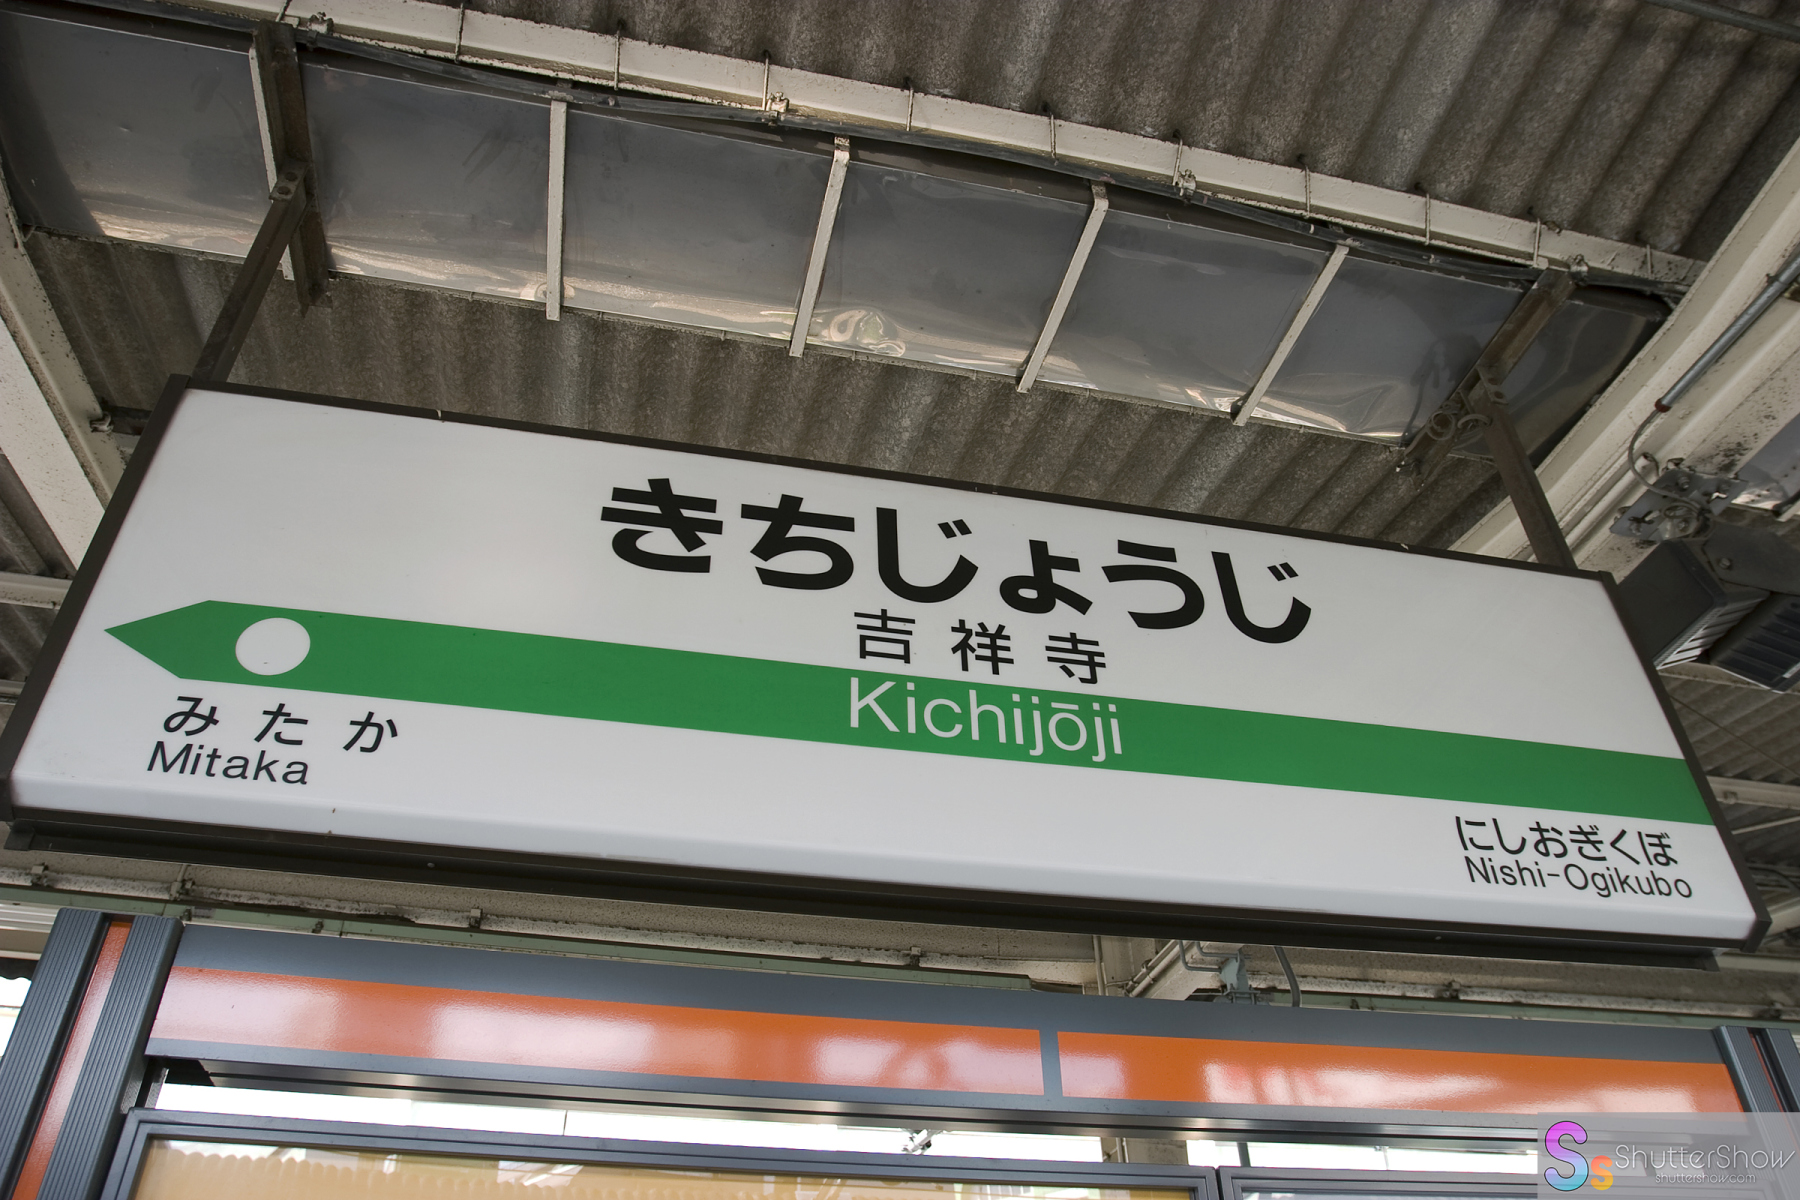 きちじょうじ
吉祥寺
Kichijōji
みたか
Mitaka
にしおぎくぼ
Nishi-Ogikubo
Ss ShutterShow
shuttershow.com